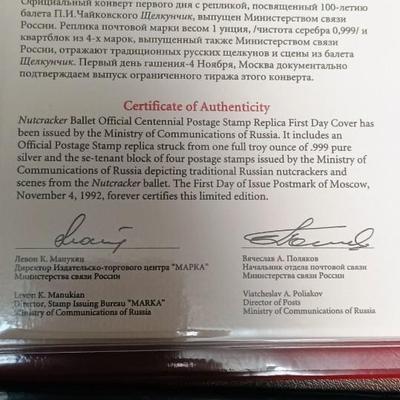 Официальный конверт первого дня с репликой, посвященный 100-летию
балета П.И.Чайковского Щелкунчик, выпущен Министерством связи
России. Реплика почтовой марки весом 1 унция, /чистота серебра 0,999/ и
квартблок из 4-х марок, выпущенный также Министерством связи
России, отражают традиционных русских щелкунов и сцены из балета
Щелкунчик. Первый день гашения-4 Ноября, Москва документально
подтверждаем выпуск ограниченного тиража этого конверта.
Certificate of Authenticity
Nutcracker Ballet Official Centennial Postage Stamp Replica First Day Cover has
been issued by the Ministry of Communications of Russia. It includes an
Official Postage Stamp replica struck from one full troy ounce of .999 pure
silver and the se-tenant block of four postage stamps issued by the Ministry of
Communications of Russia depicting traditional Russian nutcrackers and
scenes from the Nutcracker ballet. The First Day of Issue Postmark of Moscow,
November 4, 1992, forever certifies this limited edition.
Левон К. Манукян
Директор Издательско-торгового центра "МАРКА"
Министерства связи России
Levon K. Manukian
Director, Stamp Issuing Bureau "MARKA"
Ministry of Communications of Russia
Вячеслав А. Поляков
Начальник отдела почтовой связи
Министерства связи России
Viatcheslav A. Poliakov
Director of Posts
Ministry of Communications of Russia